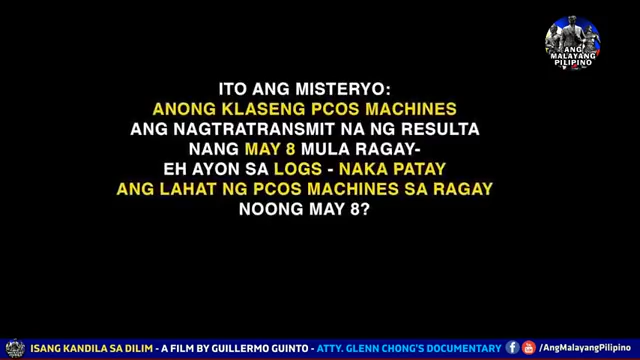 ANG
MALAYANG
PILIPINO
ITO ANG MISTERYO:
ANONG KLASENG PCOS MACHINES
ANG NAGTRATRANSMIT NA NG RESULTA
NANG MAY 8 MULA RAGAY-
EH AYON SA LOGS - NAKA PATAY
ANG LAHAT NG PCOS MACHINES SA RAGAY
NOONG MAY 8?
ISANG KANDILA SA DILIM - A FILM BY GUILLERMO GUINTO - ATTY. GLENN CHONG'S DOCUMENTARY /AngMalayangPilipino